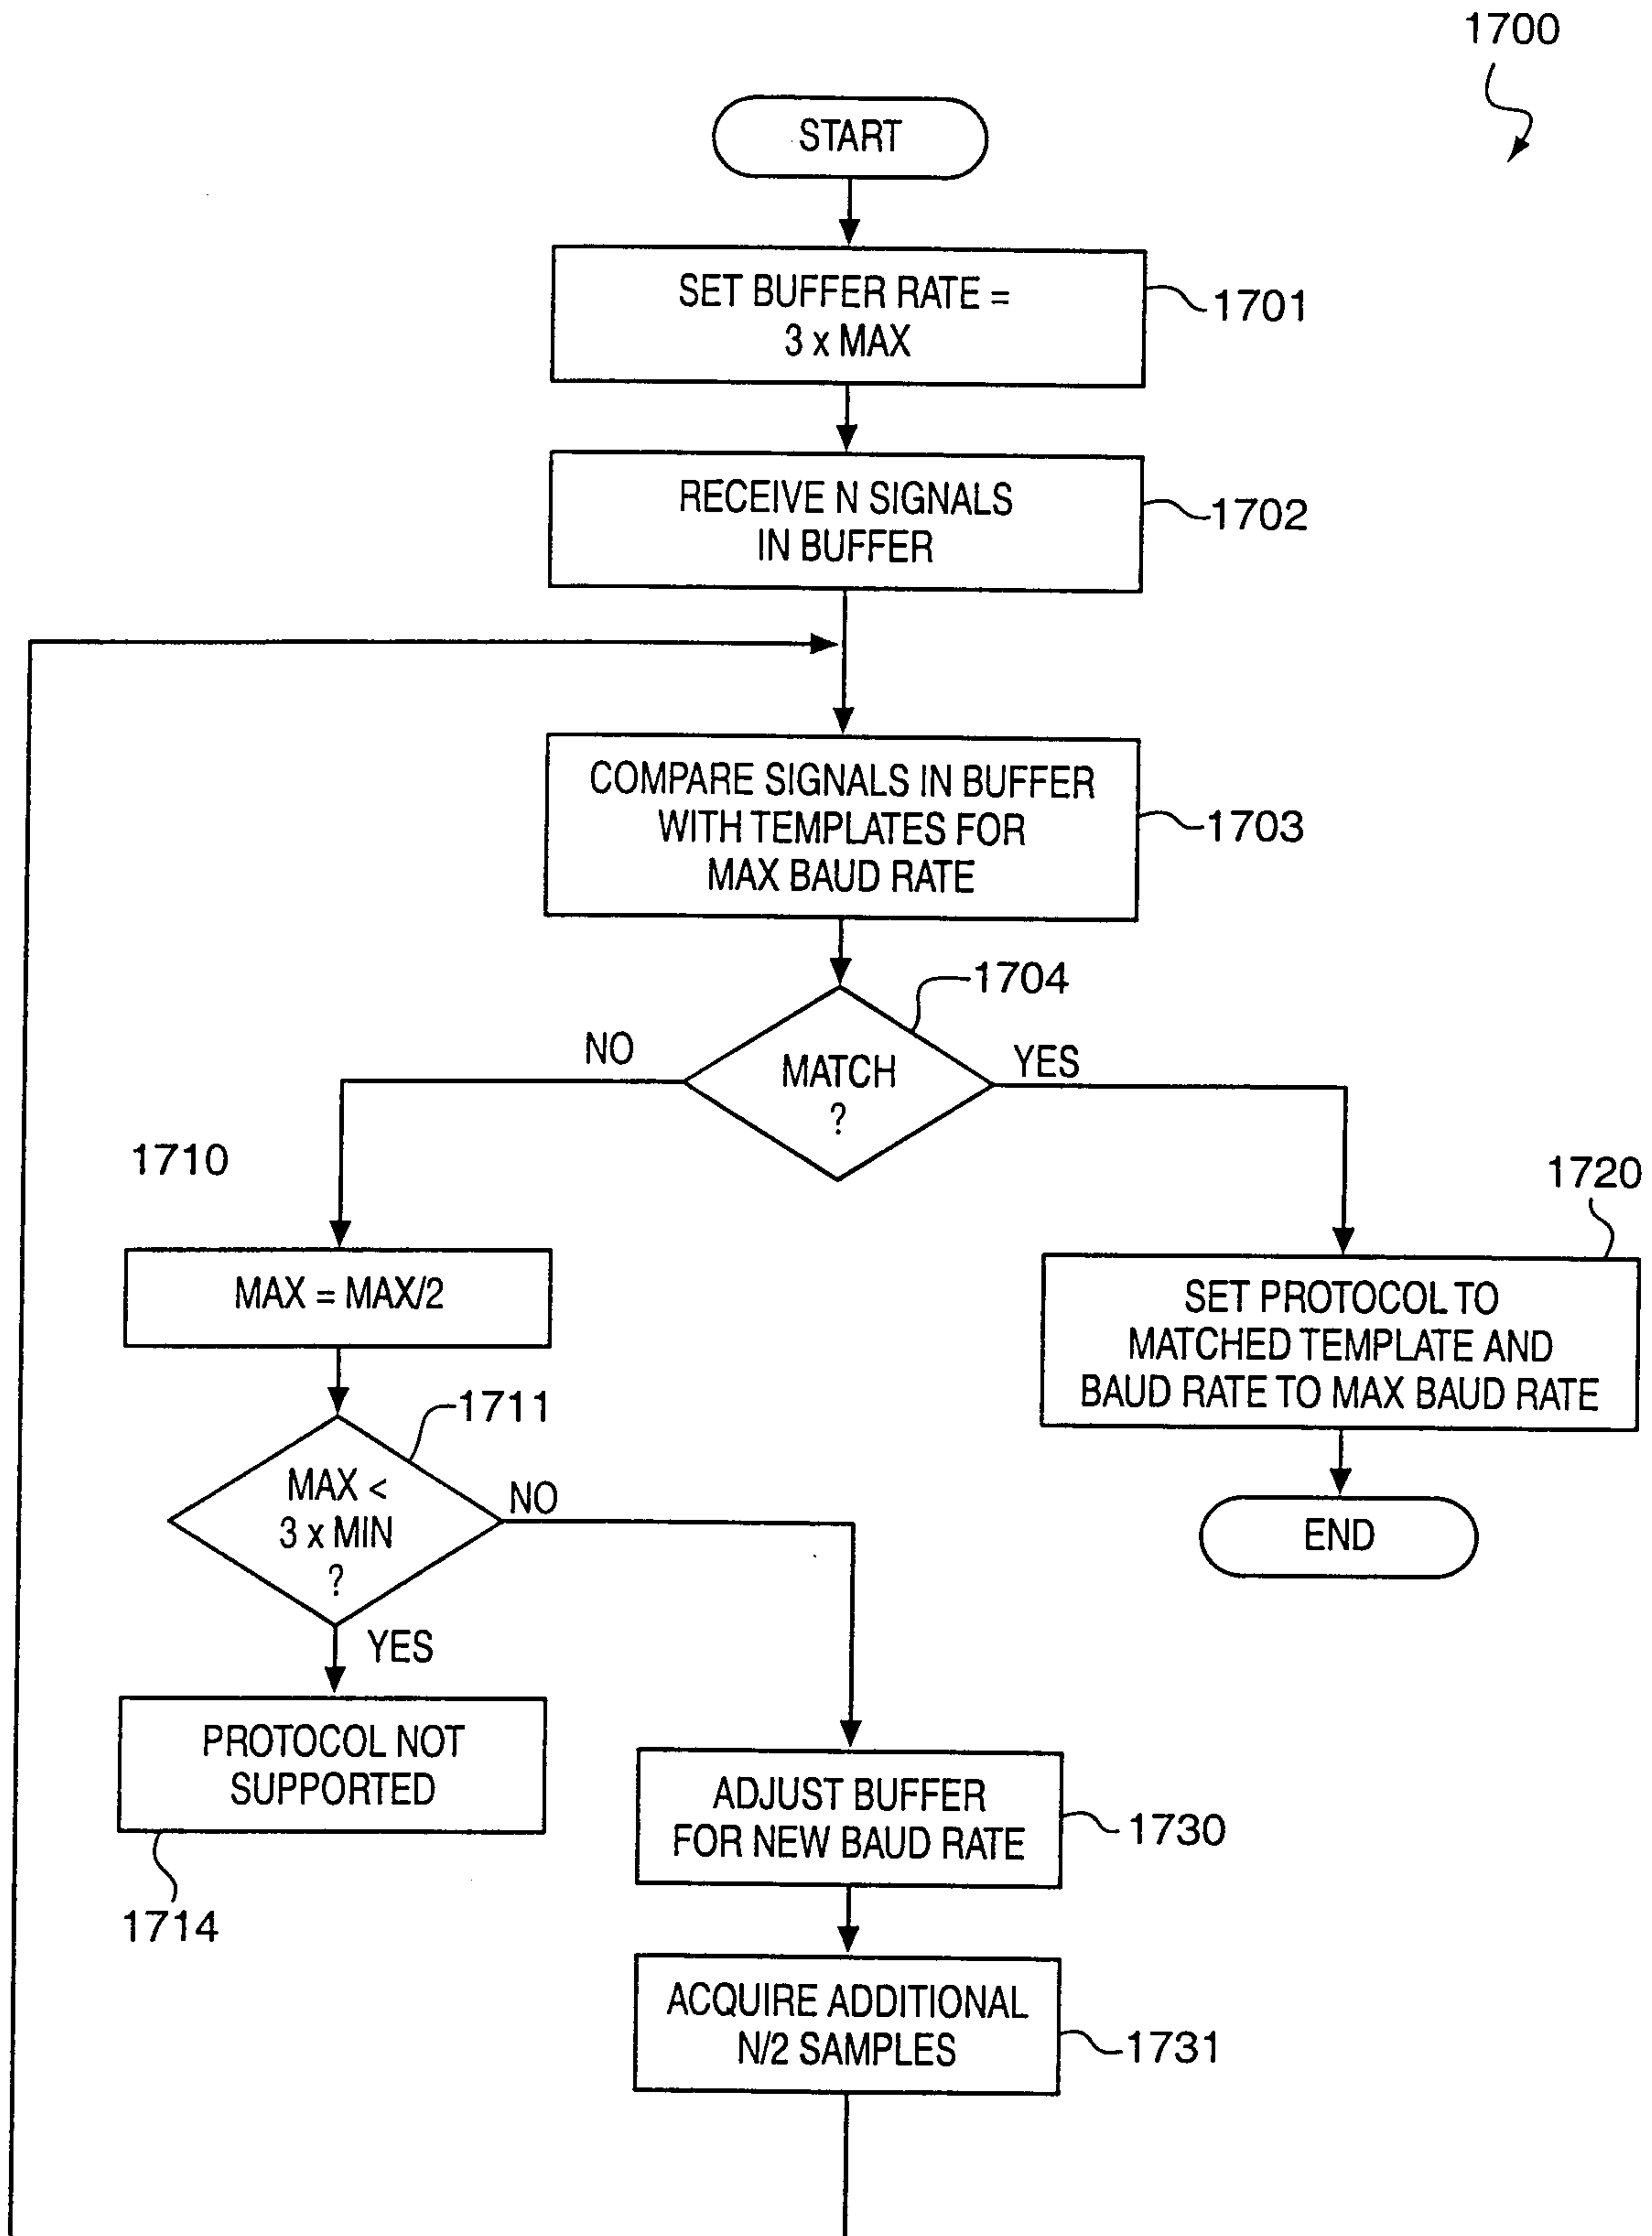 1700
START
SET BUFFER RATE =
3 x MAX
1701
RECEIVE N SIGNALS
IN BUFFER
1702
COMPARE SIGNALS IN BUFFER
WITH TEMPLATES FOR
MAX BAUD RATE
1703
1704
MATCH
?
NO
YES
1710
MAX = MAX/2
1720
SET PROTOCOL TO
MATCHED TEMPLATE AND
BAUD RATE TO MAX BAUD RATE
END
1711
MAX <
3 x MIN
?
NO
YES
PROTOCOL NOT
SUPPORTED
1714
ADJUST BUFFER
FOR NEW BAUD RATE
1730
ACQUIRE ADDITIONAL
N/2 SAMPLES
1731